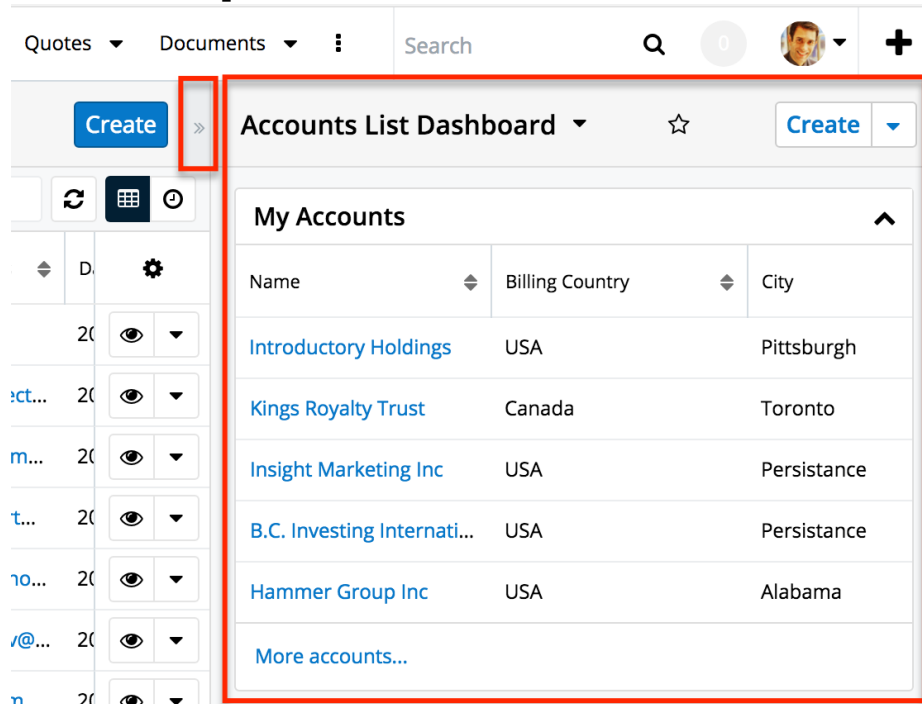 Quotes Documents Search 0
Create » Accounts List Dashboard Create
My Accounts
Name Billing Country City
Introductory Holdings USA Pittsburgh
20 Kings Royalty Trust Canada Toronto
ect... 20 Insight Marketing Inc USA Persistance
m... 20 B.C. Investing Internati... USA Persistance
rt... 20 Hammer Group Inc USA Alabama
no... 20 More accounts...
v@... 20